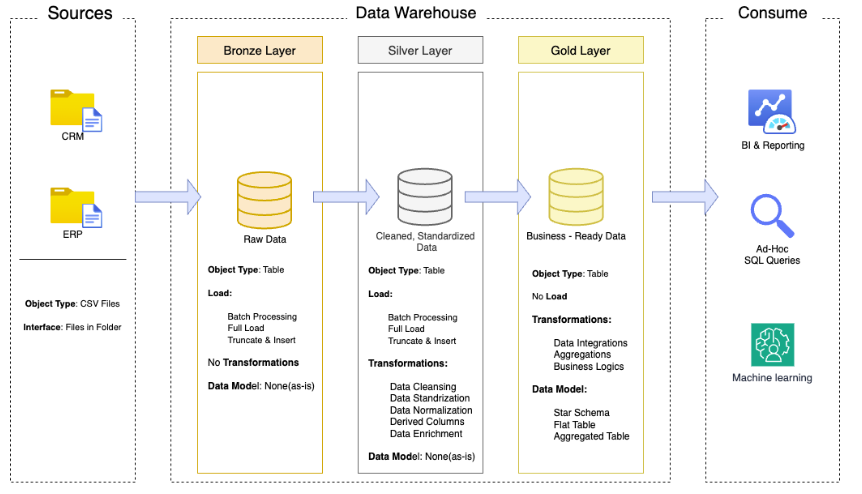 Sources
CRM
ERP
Object Type: CSV Files
Interface: Files in Folder
Data Warehouse
Bronze Layer
Raw Data
Object Type: Table
Load:
Batch Processing
Full Load
Truncate & Insert
No Transformations
Data Model: None(as-is)
Silver Layer
Cleaned, Standardized
Data
Object Type: Table
Load:
Batch Processing
Full Load
Truncate & Insert
Transformations:
Data Cleansing
Data Standrization
Data Normalization
Derived Columns
Data Enrichment
Data Model: None(as-is)
Gold Layer
Business - Ready Data
Object Type: Table
No Load
Transformations:
Data Integrations
Aggregations
Business Logics
Data Model:
Star Schema
Flat Table
Aggregated Table
Consume
BI & Reporting
Ad-Hoc
SQL Queries
Machine learning